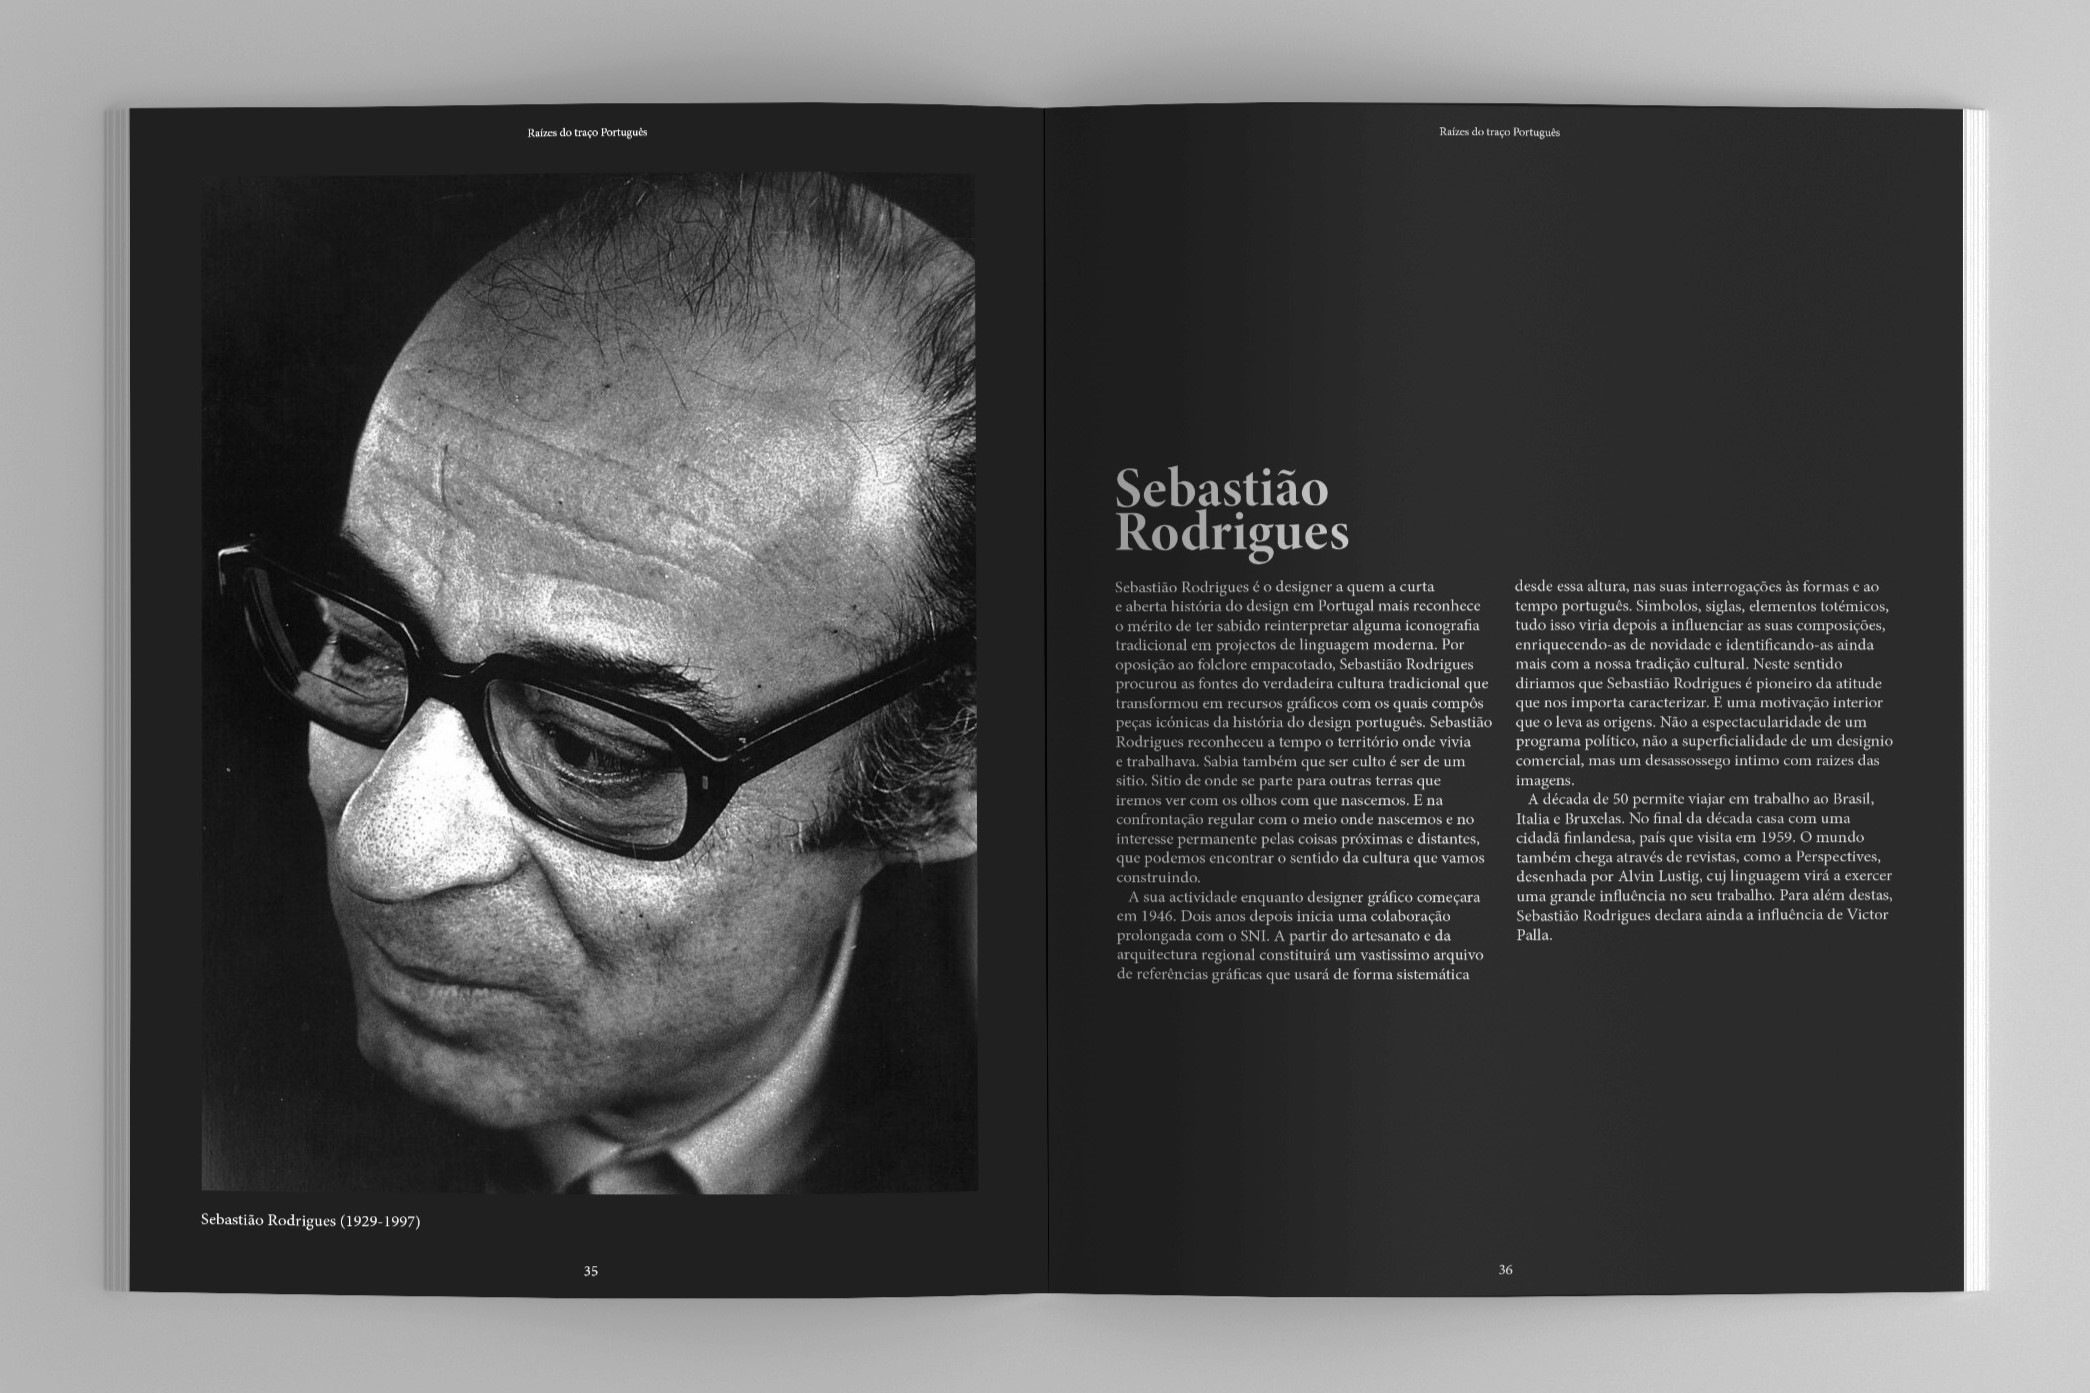 Raízes do traço Português
Sebastião Rodrigues (1929-1997)
35
Raízes do traço Português
Sebastião
Rodrigues
Sebastião Rodrigues é o designer a quem a curta
e aberta história do design em Portugal mais reconhece
o mérito de ter sabido reinterpretar alguma iconografia
tradicional em projectos de linguagem moderna. Por
oposição ao folclore empacotado, Sebastião Rodrigues
procurou as fontes do verdadeira cultura tradicional que
transformou em recursos gráficos com os quais compôs
peças icónicas da história do design português. Sebastião
Rodrigues reconheceu a tempo o território onde vivia
e trabalhava. Sabia também que ser culto é ser de um
sitio. Sitio de onde se parte para outras terras que
iremos ver com os olhos com que nascemos. E na
confrontação regular com o meio onde nascemos e no
interesse permanente pelas coisas próximas e distantes,
que podemos encontrar o sentido da cultura que vamos
construindo.
A sua actividade enquanto designer gráfico começara
em 1946. Dois anos depois inicia uma colaboração
prolongada com o SNI. A partir do artesanato e da
arquitectura regional constituirá um vastissimo arquivo
de referências gráficas que usará de forma sistemática
desde essa altura, nas suas interrogações às formas e ao
tempo português. Simbolos, siglas, elementos totémicos,
tudo isso viria depois a influenciar as suas composições,
enriquecendo-as de novidade e identificando-as ainda
mais com a nossa tradição cultural. Neste sentido
diriamos que Sebastião Rodrigues é pioneiro da atitude
que nos importa caracterizar. E uma motivação interior
que o leva as origens. Não a espectacularidade de um
programa político, não a superficialidade de um designio
comercial, mas um desassossego intimo com raizes das
imagens.
A década de 50 permite viajar em trabalho ao Brasil,
Italia e Bruxelas. No final da década casa com uma
cidadã finlandesa, país que visita em 1959. O mundo
também chega através de revistas, como a Perspectives,
desenhada por Alvin Lustig, cuj linguagem virá a exercer
uma grande influência no seu trabalho. Para além destas,
Sebastião Rodrigues declara ainda a influência de Victor
Palla.
36